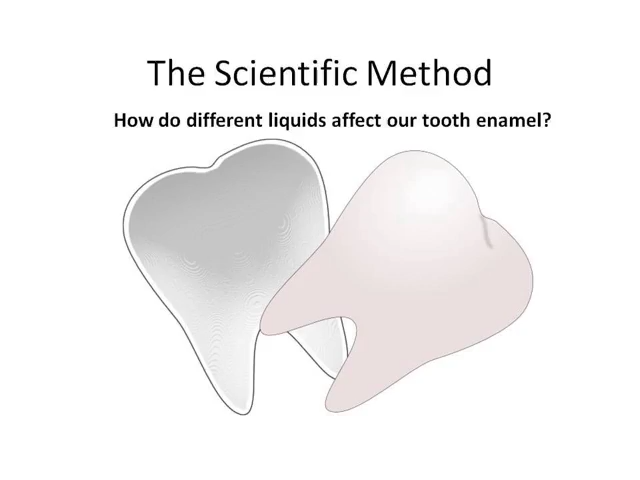 The Scientific Method
How do different liquids affect our tooth enamel?